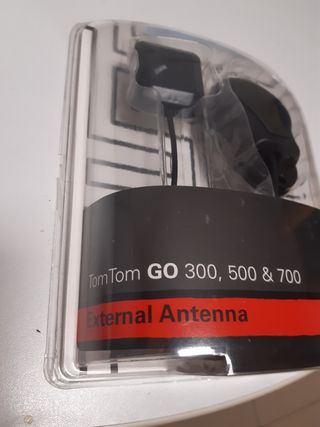 TomTom GO 300, 500 & 700
External Antenna